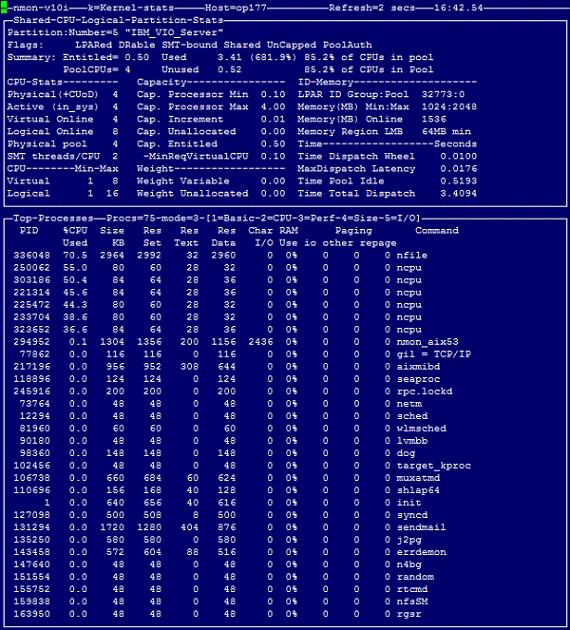 nmon-v10i k=Kernel-stats Host=op177 Refresh=2 secs 16:42.54
Shared-CPU-Logical-Partition-Stats
Partition:Number=5 "IBM_VIO_Server"
Flags: LPARed DRable SMT-bound Shared UnCapped PoolAuth
Summary: Entitled= 0.50 Used 3.41 (681.9%) 85.2% of CPUs in pool
PoolCPUs= 4 Unused 0.52 85.2% of CPUs in Pool
CPU-Stats--------- Capacity---------------- ID-Memory-------------------
Physical(+CUoD) 4 Cap. Processor Min 0.10 LPAR ID Group:Pool 32773:0
Active (in_sys) 4 Cap. Processor Max 4.00 Memory(MB) Min:Max 1024:2048
Virtual Online 4 Cap. Increment 0.01 Memory(MB) Online 1536
Logical Online 8 Cap. Unallocated 0.00 Memory Region LMB 64MB min
Physical pool 4 Cap. Entitled 0.50 Time-----------------Seconds
SMT threads/CPU 2 -MinReqVirtualCPU 0.10 Time Dispatch Wheel 0.0100
CPU--------Min-Max Weight----------------- MaxDispatch Latency 0.0176
Virtual 1 8 Weight Variable 0.00 Time Pool Idle 0.5193
Logical 1 16 Weight Unallocated 0.00 Time Total Dispatch 3.4094
Top-Processes Procs=75-mode=3-[1=Basic-2=CPU-3=Perf-4=Size-5=I/O]
PID %CPU Size Res Res Res Char RAM Paging Command
Used KB Set Text Data I/O Use io other repage
336048 70.5 2964 2992 32 2960 0 0% 0 0 0 nfile
250062 55.0 80 60 28 32 0 0% 0 0 0 ncpu
303186 50.4 84 64 28 36 0 0% 0 0 0 ncpu
221314 45.6 84 64 28 36 0 0% 0 0 0 ncpu
225472 44.3 80 60 28 32 0 0% 0 0 0 ncpu
233704 38.6 80 60 28 32 0 0% 0 0 0 ncpu
323652 36.6 84 64 28 36 0 0% 0 0 0 ncpu
294952 0.1 1304 1356 200 1156 2436 0% 0 0 0 nmon_aix53
77862 0.0 116 116 0 116 0 0% 0 0 0 gil = TCP/IP
217196 0.0 956 952 308 644 0 0% 0 0 0 aixmibd
118896 0.0 124 124 0 124 0 0% 0 0 0 seaproc
245916 0.0 200 200 0 200 0 0% 0 0 0 rpc.lockd
73764 0.0 48 48 0 48 0 0% 0 0 0 netm
12294 0.0 48 48 0 48 0 0% 0 0 0 sched
81960 0.0 60 60 0 60 0 0% 0 0 0 wlmsched
90180 0.0 48 48 0 48 0 0% 0 0 0 lvmbb
98360 0.0 148 148 0 148 0 0% 0 0 0 dog
102456 0.0 48 48 0 48 0 0% 0 0 0 target_kproc
106738 0.0 660 684 60 624 0 0% 0 0 0 muxatmd
110696 0.0 156 168 40 128 0 0% 0 0 0 shlap64
1 0.0 640 656 40 616 0 0% 0 0 0 init
127098 0.0 500 508 8 500 0 0% 0 0 0 syncd
131294 0.0 1720 1280 404 876 0 0% 0 0 0 sendmail
135250 0.0 580 580 0 580 0 0% 0 0 0 j2pg
143458 0.0 572 604 88 516 0 0% 0 0 0 errdemon
147640 0.0 48 48 0 48 0 0% 0 0 0 n4bg
151554 0.0 48 48 0 48 0 0% 0 0 0 random
155752 0.0 48 48 0 48 0 0% 0 0 0 rtcmd
159838 0.0 48 48 0 48 0 0% 0 0 0 nfsSM
163950 0.0 48 48 0 48 0 0% 0 0 0 rgsr